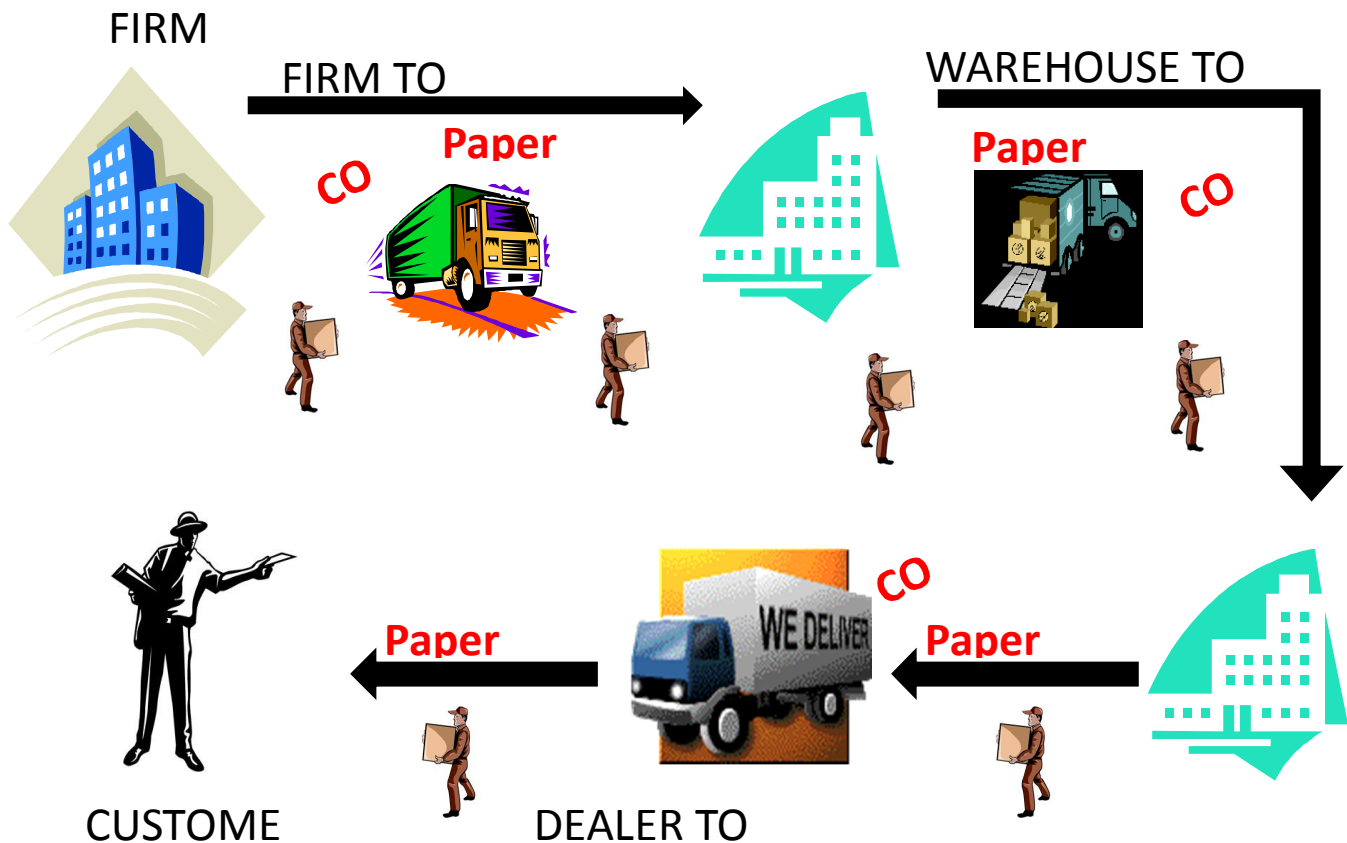 FIRM
FIRM TO
WAREHOUSE TO
Paper
CO
Paper
CO
CO
WE DELIVER
Paper
Paper
CUSTOME
DEALER TO